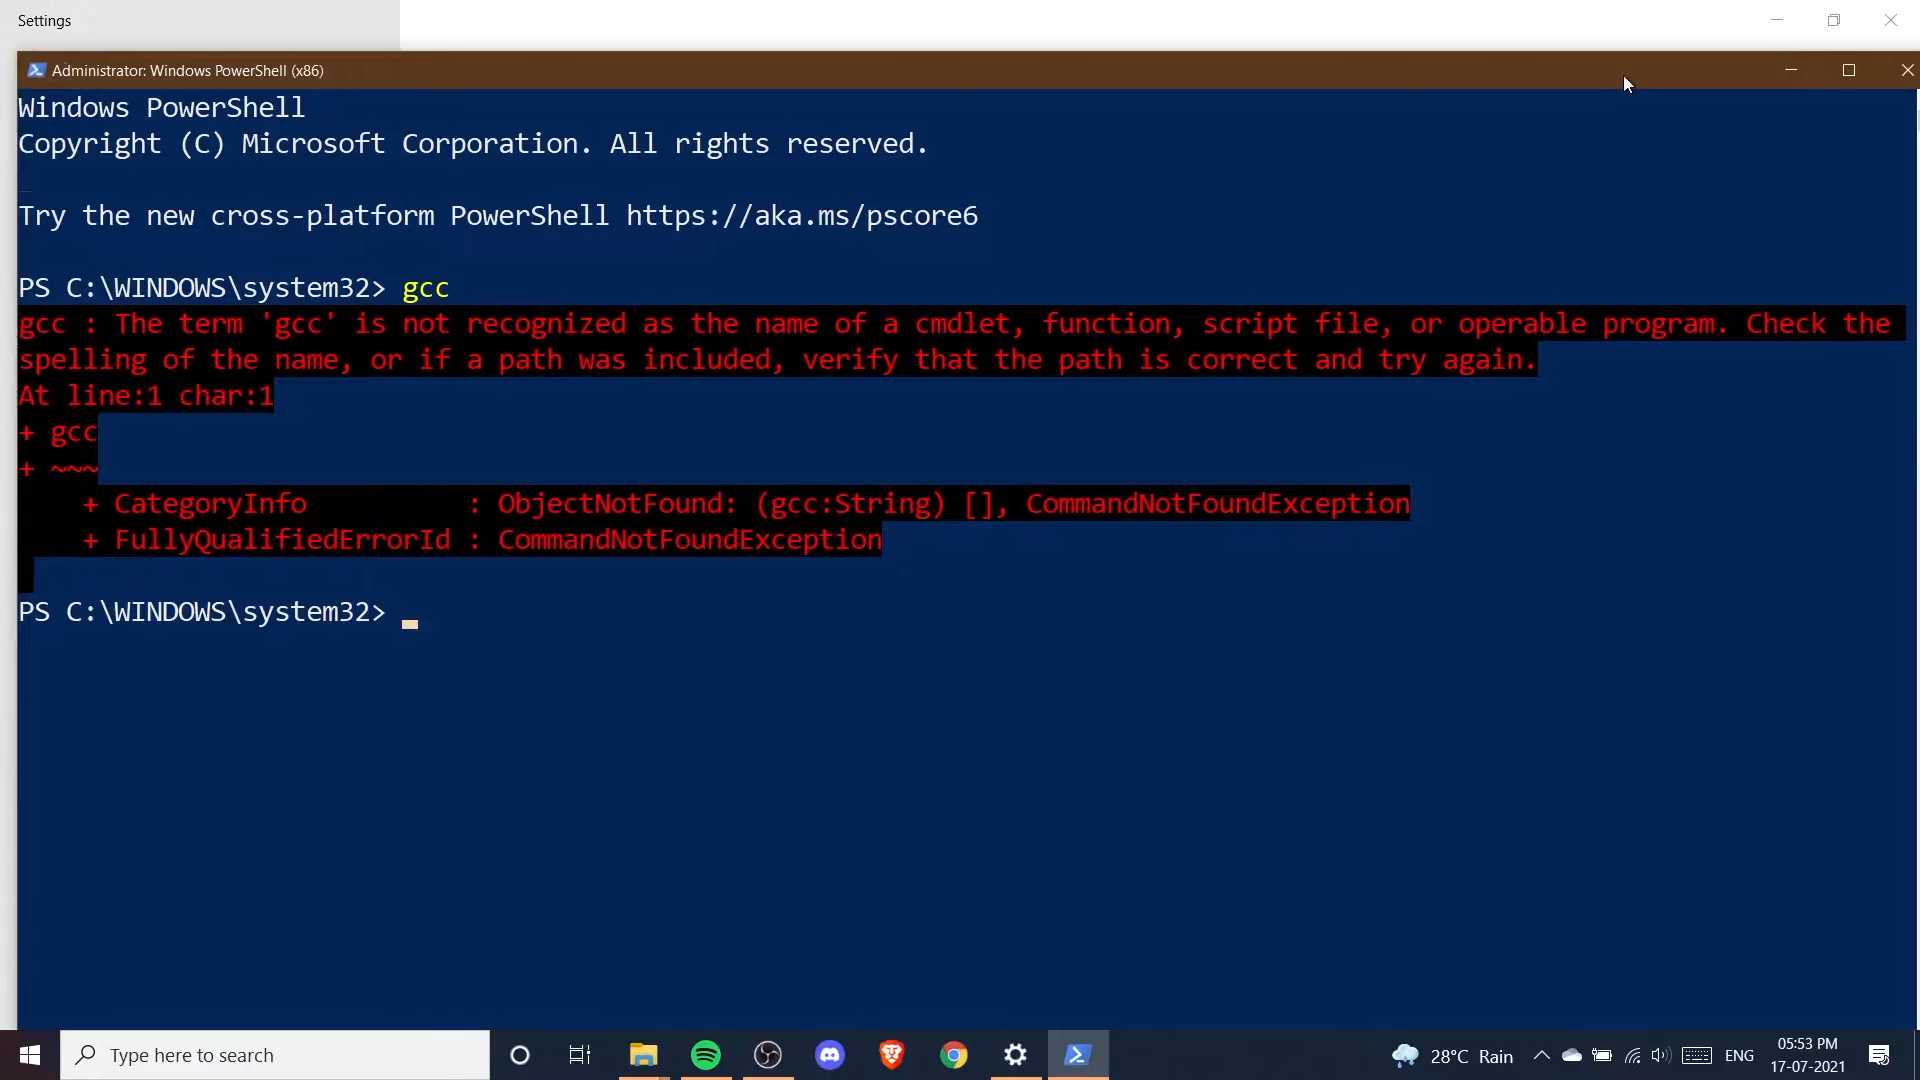 Settings
Administrator: Windows PowerShell (x86)
Windows PowerShell
Copyright (C) Microsoft Corporation. All rights reserved.
Try the new cross-platform PowerShell https://aka.ms/pscore6
PS C:\WINDOWS\system32> gcc
gcc : The term 'gcc' is not recognized as the name of a cmdlet, function, script file, or operable program. Check the
spelling of the name, or if a path was included, verify that the path is correct and try again.
At line:1 char:1
+ gcc
+ ~~~
    + CategoryInfo          : ObjectNotFound: (gcc:String) [], CommandNotFoundException
    + FullyQualifiedErrorId : CommandNotFoundException
PS C:\WINDOWS\system32>
Type here to search
28°C Rain
ENG
05:53 PM
17-07-2021